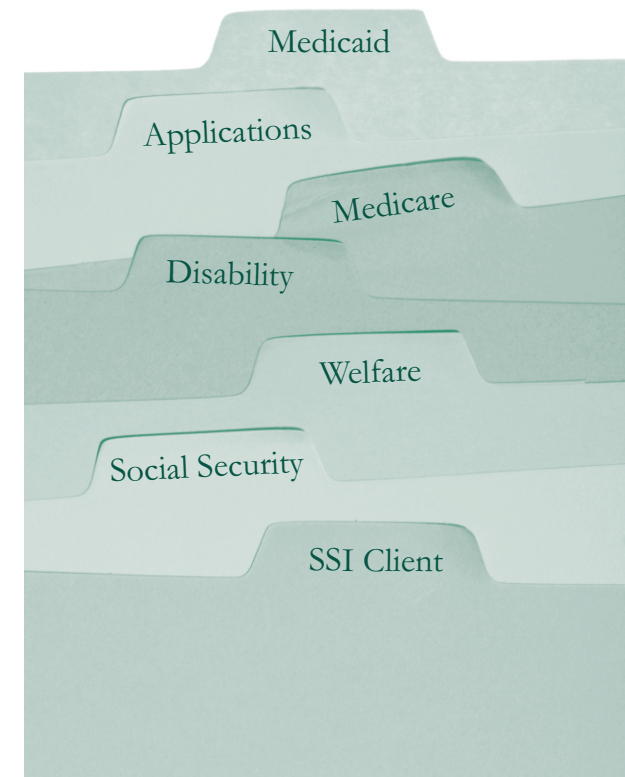 Medicaid
Applications
Medicare
Disability
Welfare
Social Security
SSI Client